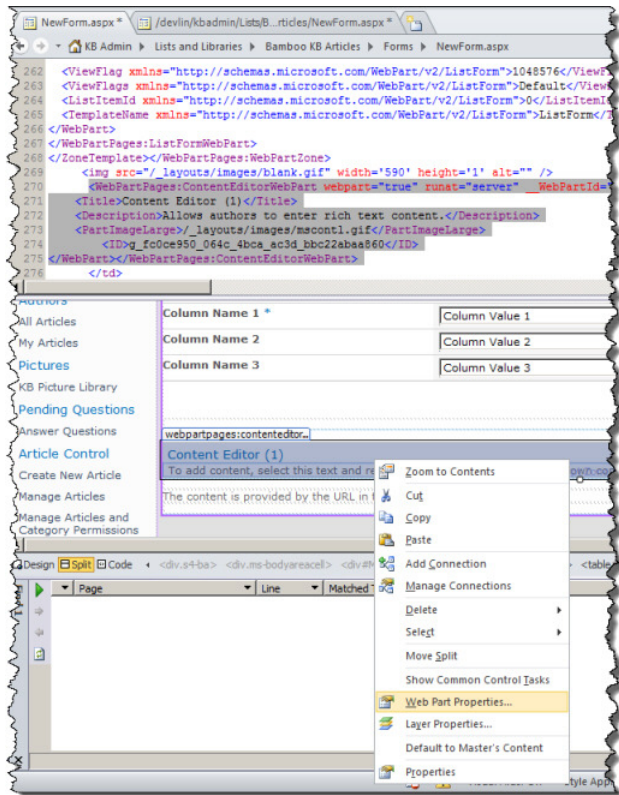 NewForm.aspx *
/devlin/kbadmin/Lists/B...rticles/NewForm.aspx *
KB Admin ▶ Lists and Libraries ▶ Bamboo KB Articles ▶ Forms ▶ NewForm.aspx
262 <ViewFlag xmlns="http://schemas.microsoft.com/WebPart/v2/ListForm">1048576</ViewF
263 <ViewFlags xmlns="http://schemas.microsoft.com/WebPart/v2/ListForm">Default</View
264 <ListItemId xmlns="http://schemas.microsoft.com/WebPart/v2/ListForm">0</ListItemI
265 <TemplateName xmlns="http://schemas.microsoft.com/WebPart/v2/ListForm">ListForm</T
266 </WebPart>
267 </WebPartPages:ListFormWebPart>
268 </ZoneTemplate></WebPartPages:WebPartZone>
269 <img src="/_layouts/images/blank.gif" width='590' height='1' alt="" />
270 <WebPartPages:ContentEditorWebPart webpart="true" runat="server" __WebPartId="
271 <Title>Content Editor (1)</Title>
272 <Description>Allows authors to enter rich text content.</Description>
273 <PartImageLarge>/_layouts/images/mscontl.gif</PartImageLarge>
274 <ID>g_fc0ce950_064c_4bca_ac3d_bbc22abaa860</ID>
275 </WebPart></WebPartPages:ContentEditorWebPart>
276 </td>
Authors
All Articles
My Articles
Pictures
KB Picture Library
Pending Questions
Answer Questions
Article Control
Create New Article
Manage Articles
Manage Articles and
Category Permissions
Column Name 1 *
Column Value 1
Column Name 2
Column Value 2
Column Name 3
Column Value 3
webpartpages:contenteditor...
Content Editor (1)
To add content, select this text and re
own con
The content is provided by the URL in t
Zoom to Contents
Cut
Copy
Paste
Add Connection
Manage Connections
Delete
Select
Move Split
Show Common Control Tasks
Web Part Properties...
Layer Properties...
Default to Master's Content
Properties
Design Split Code <div.s4-ba> <div.ms-bodyareacell> <div#M <table
Page Line Matched T
Style App